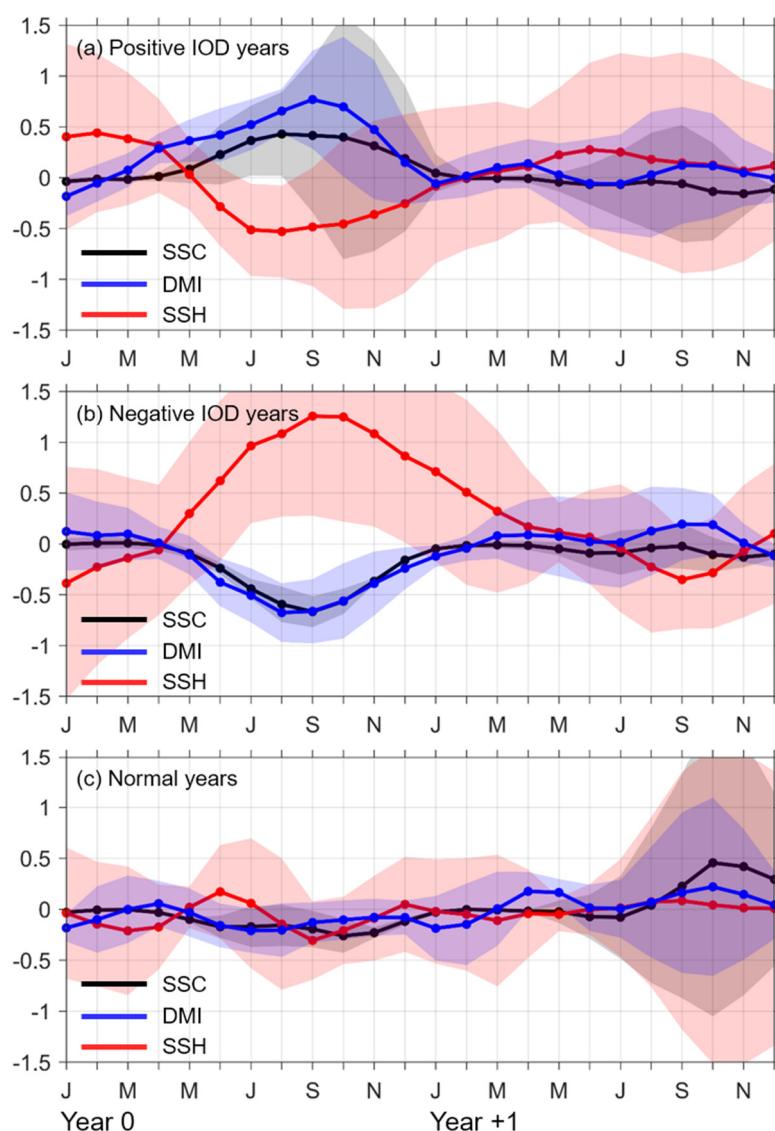 (a) Positive IOD years
1.5
1
0.5
0
-0.5
-1
-1.5
SSC
DMI
SSH
J M M J S N J M M J S N
(b) Negative IOD years
1.5
1
0.5
0
-0.5
-1
-1.5
SSC
DMI
SSH
J M M J S N J M M J S N
(c) Normal years
1.5
1
0.5
0
-0.5
-1
-1.5
SSC
DMI
SSH
J M M J S N J M M J S N
Year 0 Year +1